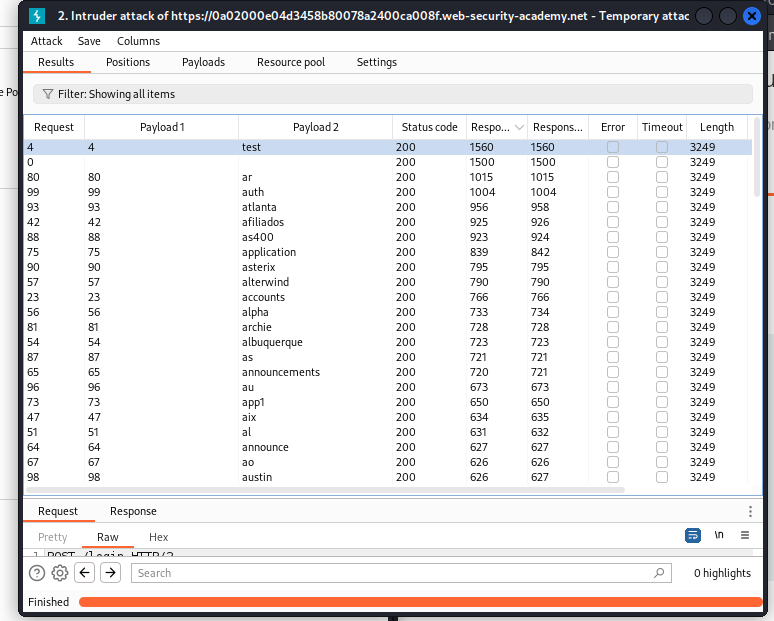 2. Intruder attack of https://0a02000e04d3458b80078a2400ca008f.web-security-academy.net - Temporary attac
Attack Save Columns
Results Positions Payloads Resource pool Settings
e Po
Filter: Showing all items
Request Payload 1 Payload 2 Status code Respo... Respons... Error Timeout Length
4 4 test 200 1560 1560 3249
0 200 1500 1500 3249
80 80 ar 200 1015 1015 3249
99 99 auth 200 1004 1004 3249
93 93 atlanta 200 956 958 3249
42 42 afiliados 200 925 926 3249
88 88 as400 200 923 924 3249
75 75 application 200 839 842 3249
90 90 asterix 200 795 795 3249
57 57 alterwind 200 790 790 3249
23 23 accounts 200 766 766 3249
56 56 alpha 200 733 734 3249
81 81 archie 200 728 728 3249
54 54 albuquerque 200 723 723 3249
87 87 as 200 721 721 3249
65 65 announcements 200 720 721 3249
96 96 au 200 673 673 3249
73 73 app1 200 650 650 3249
47 47 aix 200 634 635 3249
51 51 al 200 631 632 3249
64 64 announce 200 627 627 3249
67 67 ao 200 626 626 3249
98 98 austin 200 626 627 3249
Request Response
Pretty Raw Hex \n
1 POST /login HTTP/2
Search 0 highlights
Finished